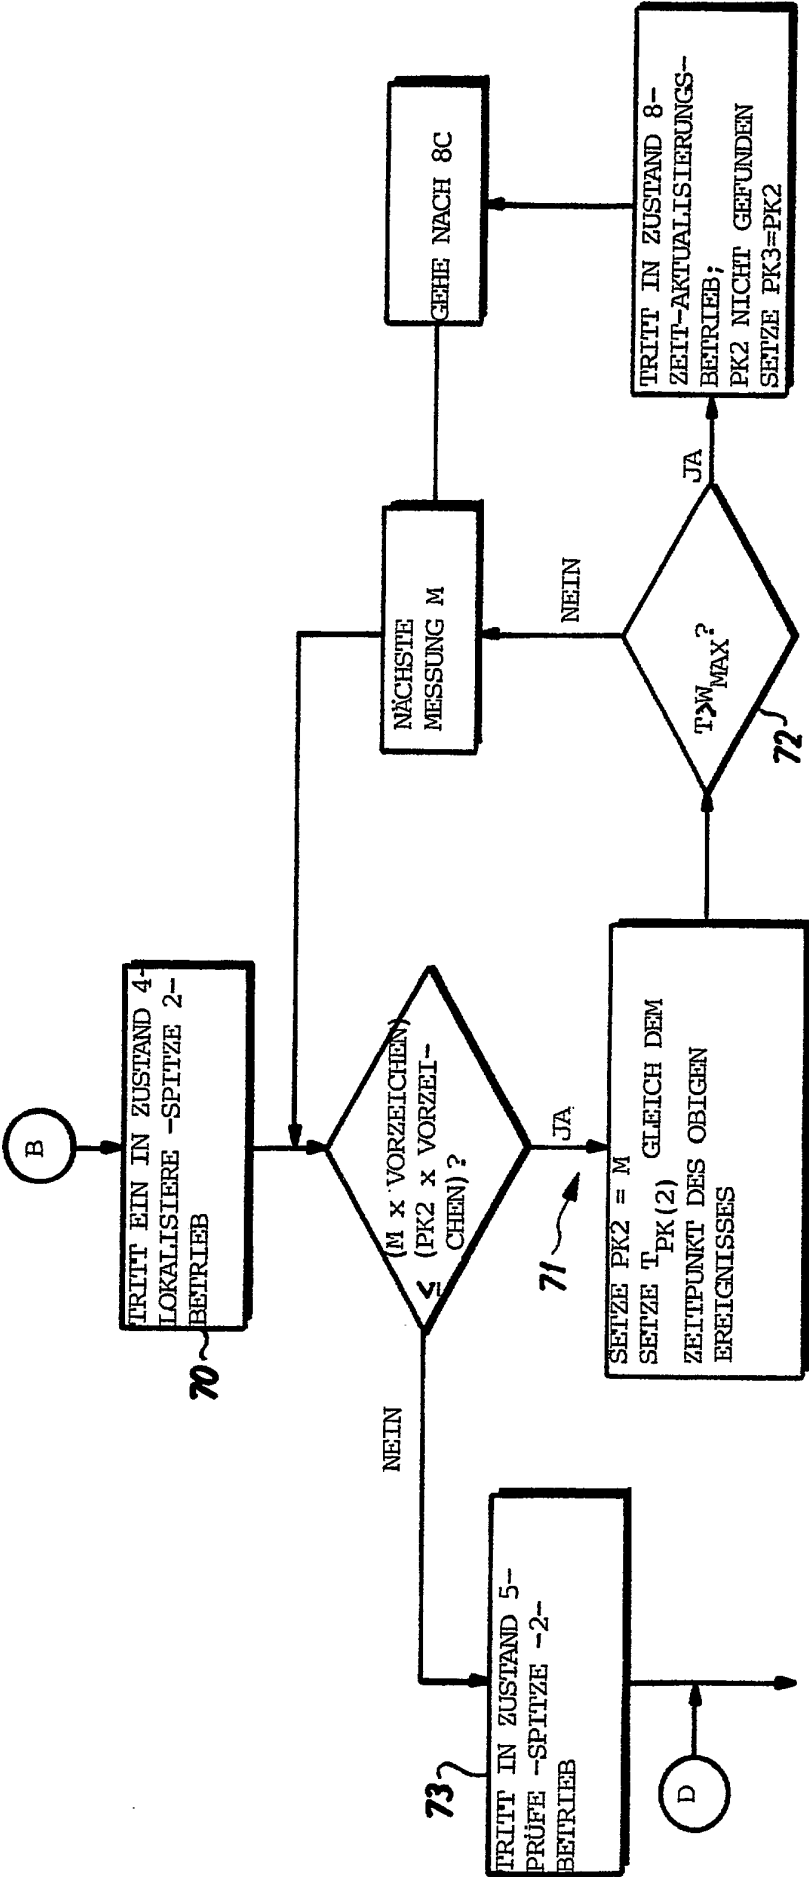 B
TRITT EIN IN ZUSTAND 4-
LOKALISIERE -SPITZE 2-
BETRIEB
70
(M x VORZEICHEN)
≤ (PK2 x VORZEI-
CHEN)?
NEIN
JA
71
SETZE PK2 = M
SETZE T PK(2) GLEICH DEM
ZEITPUNKT DES OBIGEN
EREIGNISSES
T>W MAX?
72
NEIN
JA
NÄCHSTE
MESSUNG M
GEHE NACH 8C
TRITT IN ZUSTAND 8-
ZEIT-AKTUALISIERUNGS-
BETRIEB;
PK2 NICHT GEFUNDEN
SETZE PK3=PK2
73
TRITT IN ZUSTAND 5-
PRÜFE -SPITZE -2-
BETRIEB
D